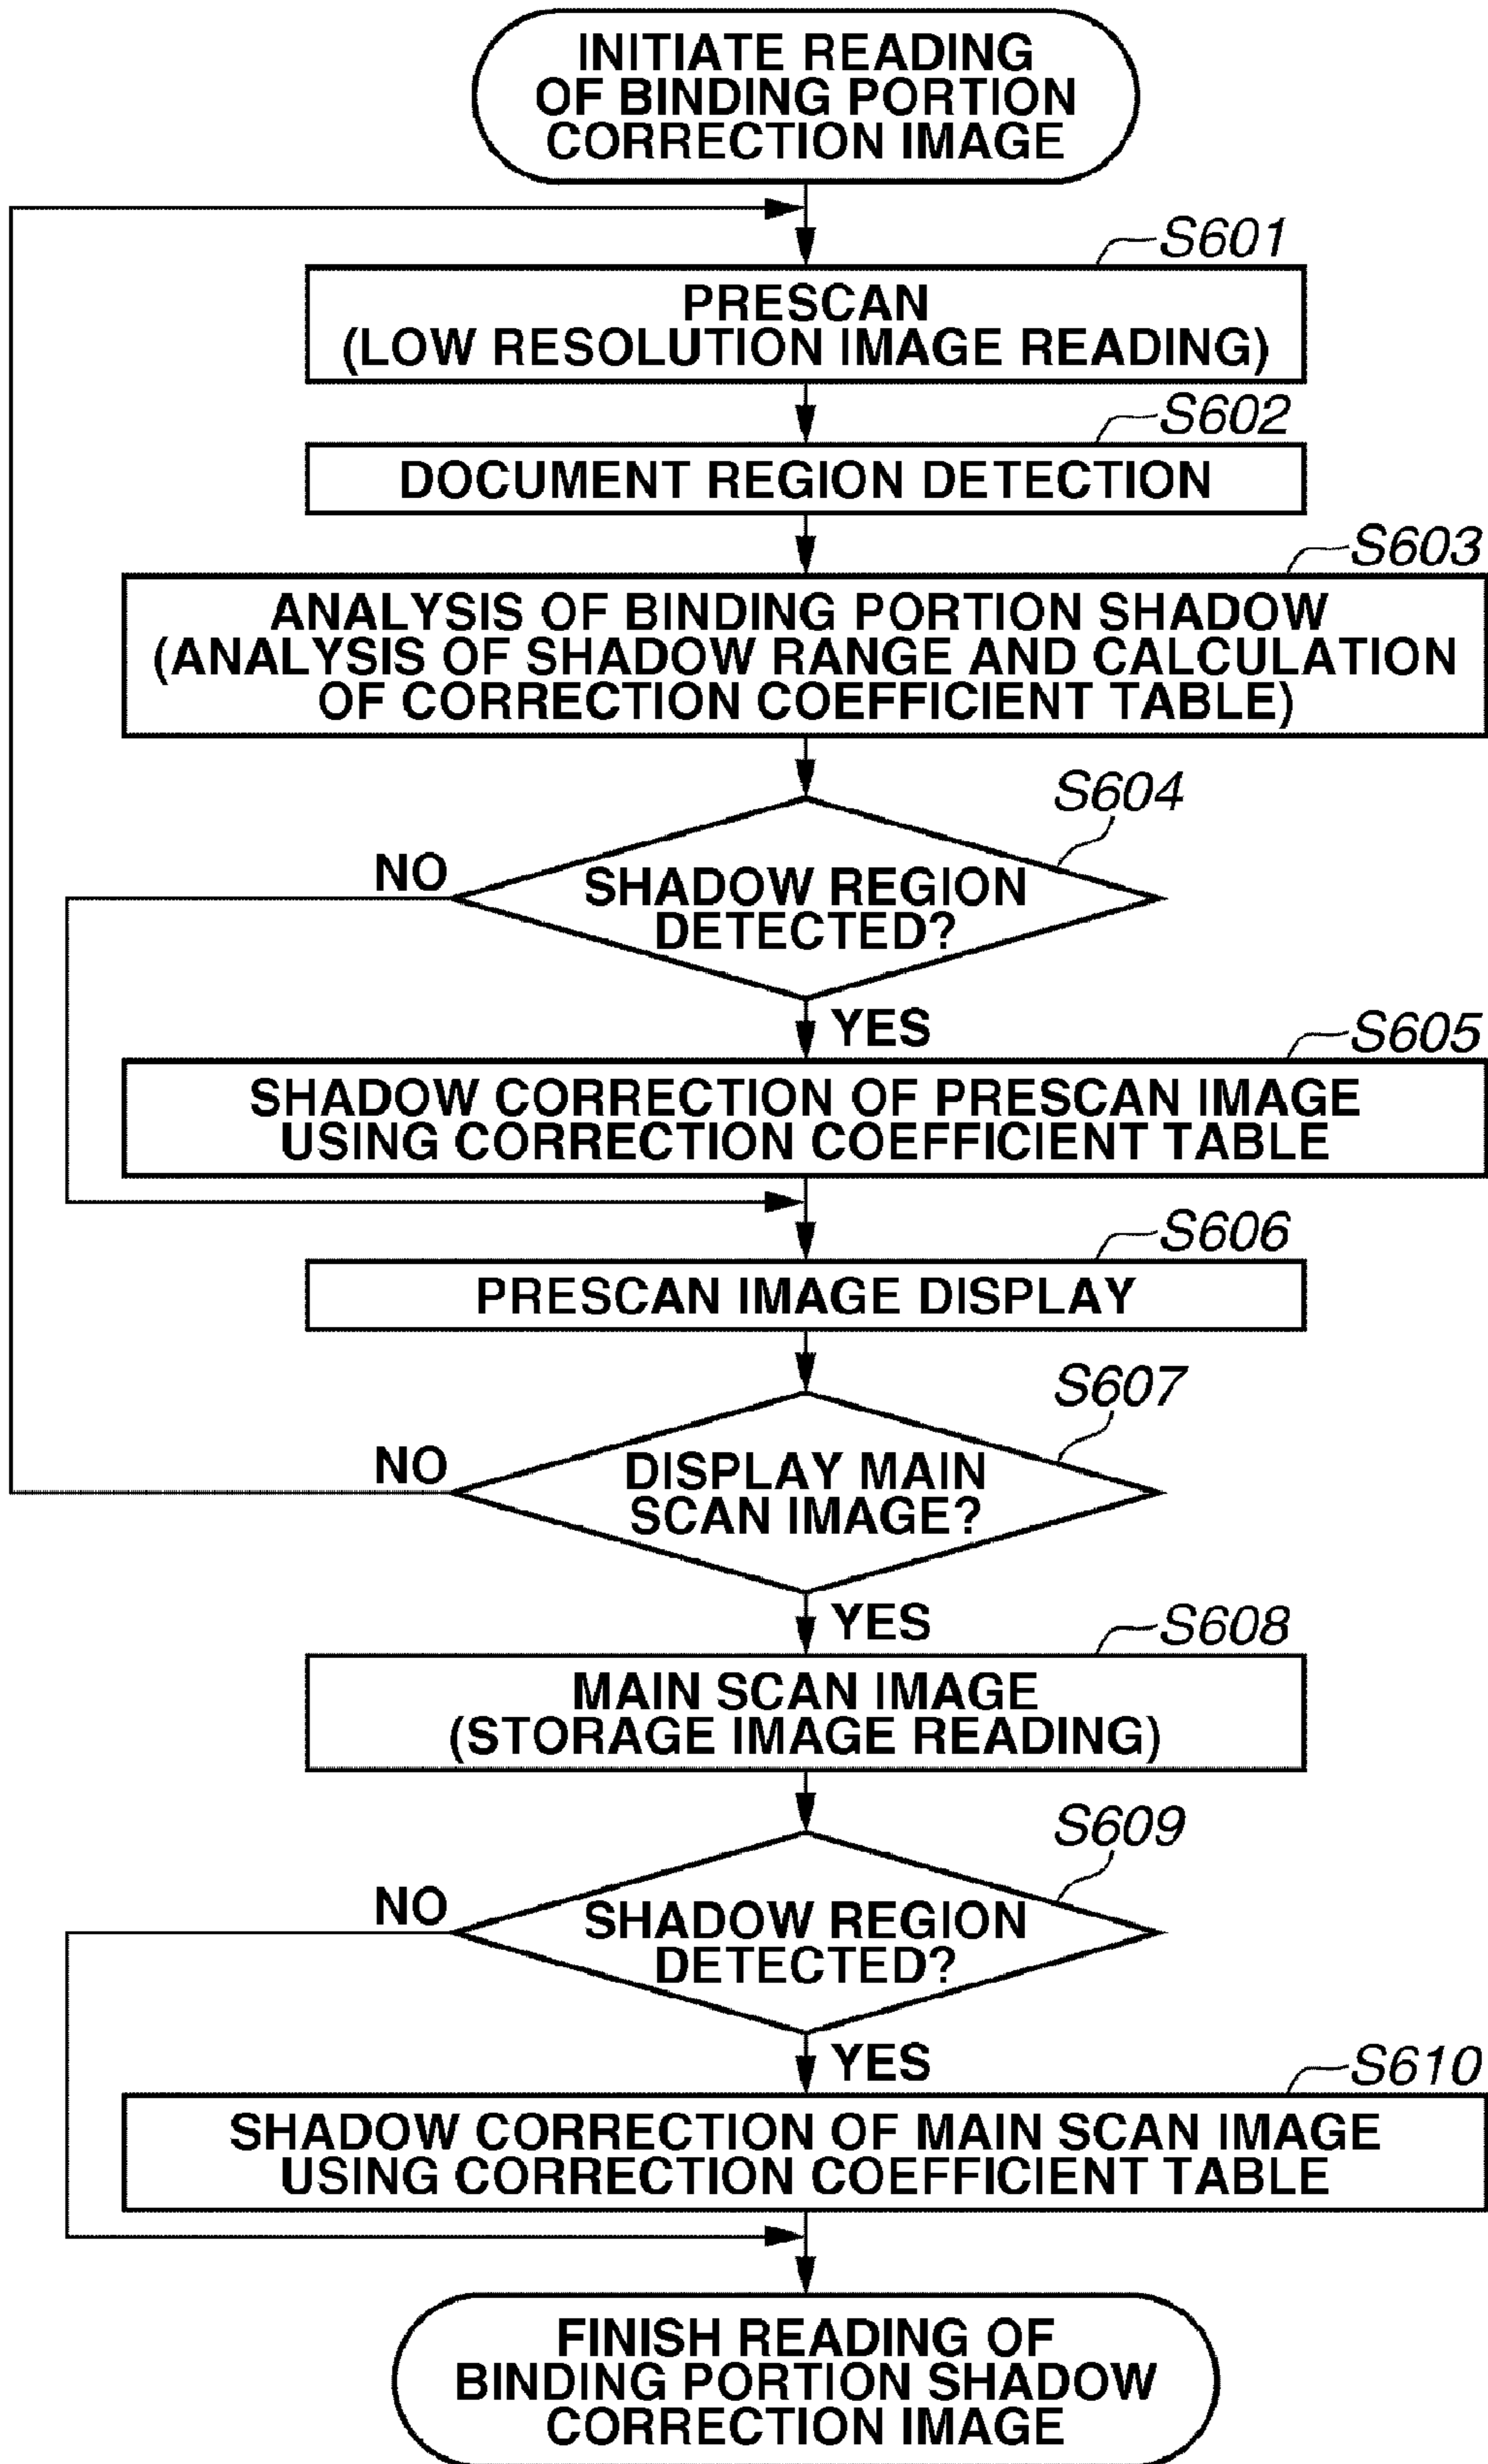 INITIATE READING
OF BINDING PORTION
CORRECTION IMAGE
S601
PRESCAN
(LOW RESOLUTION IMAGE READING)
S602
DOCUMENT REGION DETECTION
S603
ANALYSIS OF BINDING PORTION SHADOW
(ANALYSIS OF SHADOW RANGE AND CALCULATION
OF CORRECTION COEFFICIENT TABLE)
S604
NO
SHADOW REGION
DETECTED?
YES
S605
SHADOW CORRECTION OF PRESCAN IMAGE
USING CORRECTION COEFFICIENT TABLE
S606
PRESCAN IMAGE DISPLAY
S607
NO
DISPLAY MAIN
SCAN IMAGE?
YES
S608
MAIN SCAN IMAGE
(STORAGE IMAGE READING)
S609
NO
SHADOW REGION
DETECTED?
YES
S610
SHADOW CORRECTION OF MAIN SCAN IMAGE
USING CORRECTION COEFFICIENT TABLE
FINISH READING OF
BINDING PORTION SHADOW
CORRECTION IMAGE